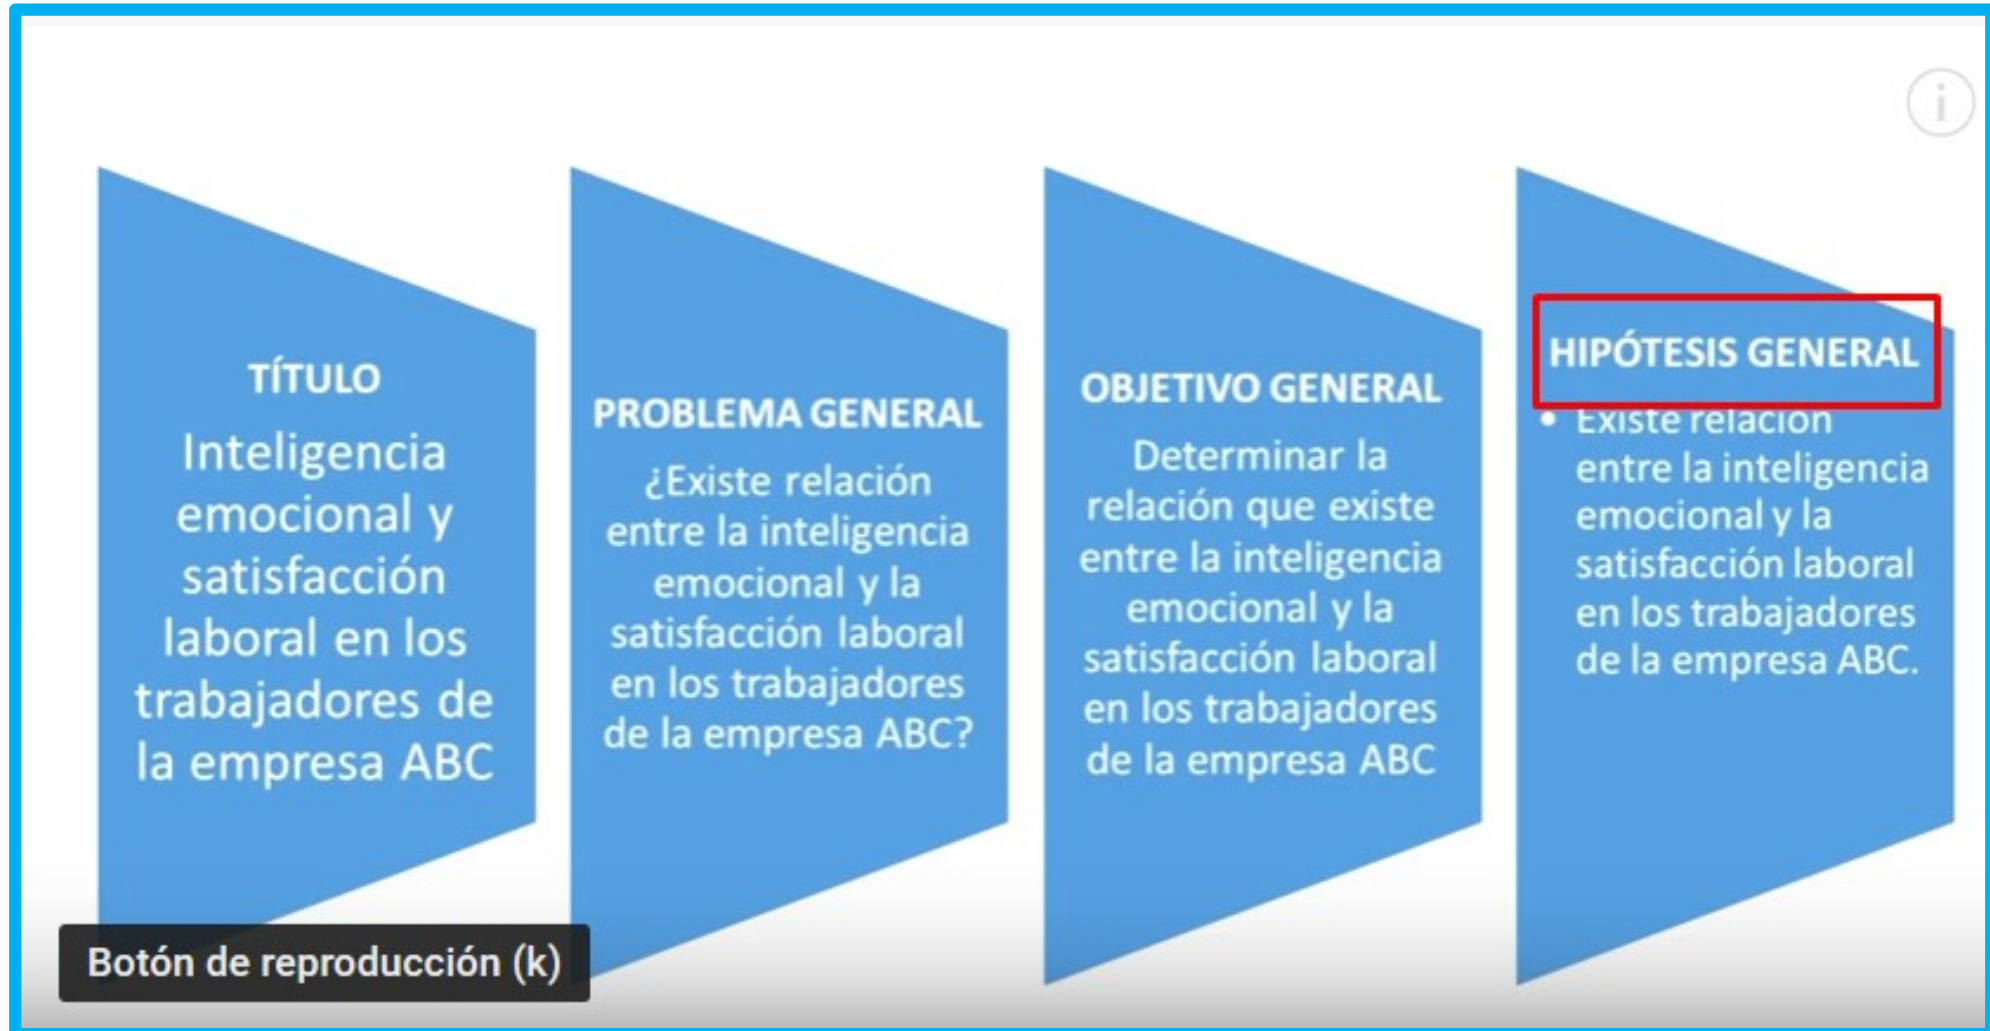 TÍTULO
Inteligencia
emocional y
satisfacción
laboral en los
trabajadores de
la empresa ABC
PROBLEMA GENERAL
¿Existe relación
entre la inteligencia
emocional y la
satisfacción laboral
en los trabajadores
de la empresa ABC?
OBJETIVO GENERAL
Determinar la
relación que existe
entre la inteligencia
emocional y la
satisfacción laboral
en los trabajadores
de la empresa ABC
HIPÓTESIS GENERAL
• Existe relación
entre la inteligencia
emocional y la
satisfacción laboral
en los trabajadores
de la empresa ABC.
Botón de reproducción (k)
i